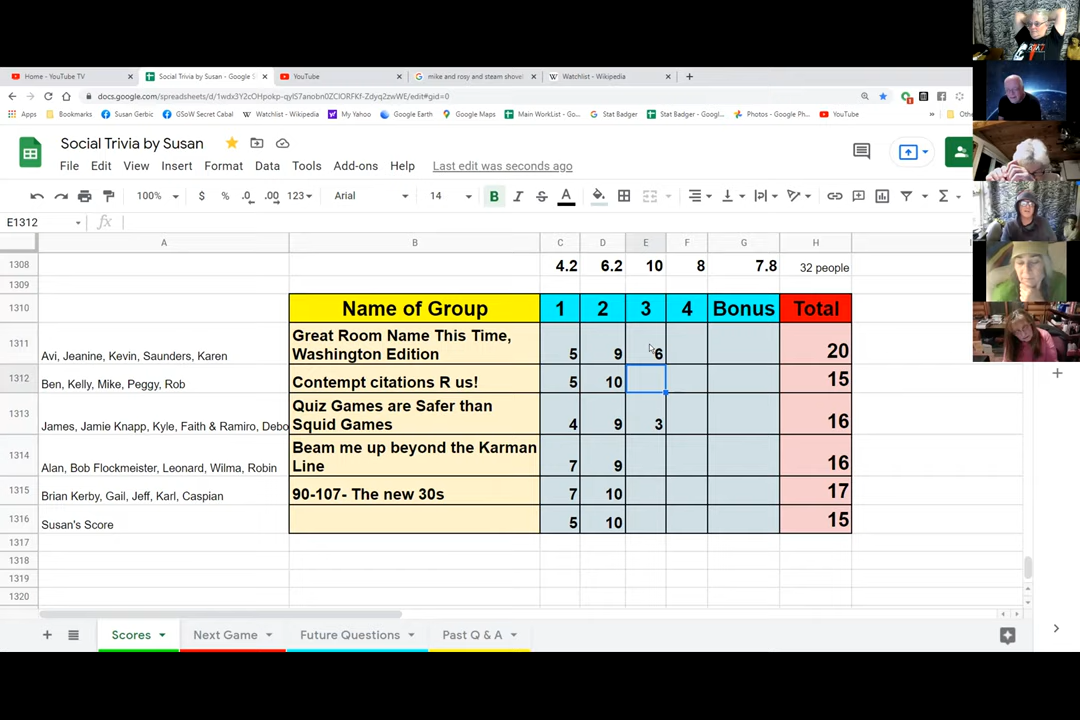 Home - YouTube TV
Social Trivia by Susan - Google S
YouTube
mike and rosy and steam shovel
Watchlist - Wikipedia
docs.google.com/spreadsheets/d/
Apps
Bookmarks
Susan Gerbic
GSoW Secret Cabal
Watchlist - Wikipedia
My Yahoo
Google Earth
Google Maps
Main WorkList - Go...
Stat Badger
Stat Badger - Googl...
Photos - Google Ph...
YouTube
»
Othe
Social Trivia by Susan
File Edit View Insert Format Data Tools Add-ons Help Last edit was seconds ago
100% $ % .0 .00 123 Arial 14 B I S A
E1312 fx
A B C D E F G H
1308 4.2 6.2 10 8 7.8 32 people
1309
1310 Name of Group 1 2 3 4 Bonus Total
Great Room Name This Time,
1311 Avi, Jeanine, Kevin, Saunders, Karen Washington Edition 5 9 6 20
1312 Ben, Kelly, Mike, Peggy, Rob Contempt citations R us! 5 10 15
Quiz Games are Safer than
1313 James, Jamie Knapp, Kyle, Faith & Ramiro, Debo Squid Games 4 9 3 16
Beam me up beyond the Karman
1314 Alan, Bob Flockmeister, Leonard, Wilma, Robin Line 7 9 16
1315 Brian Kerby, Gail, Jeff, Karl, Caspian 90-107- The new 30s 7 10 17
1316 Susan's Score 5 10 15
1317
1318
1319
1320
+ Scores Next Game Future Questions Past Q & A